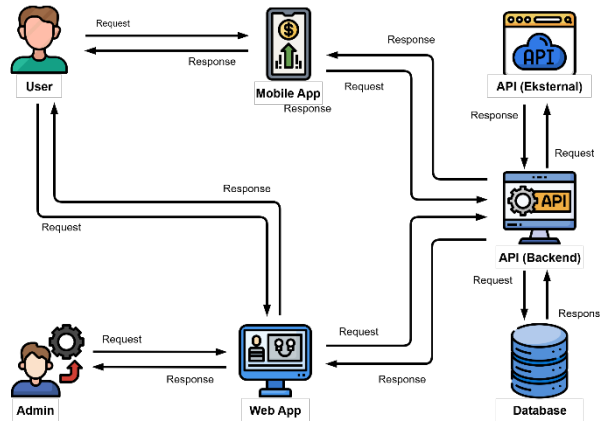 Request
Response
User
Mobile App
Response
Response
Request
API
API (Eksternal)
Response
Request
API
API (Backend)
Response
Request
Request
Respons
Request
Response
Admin
Request
Response
Web App
Database